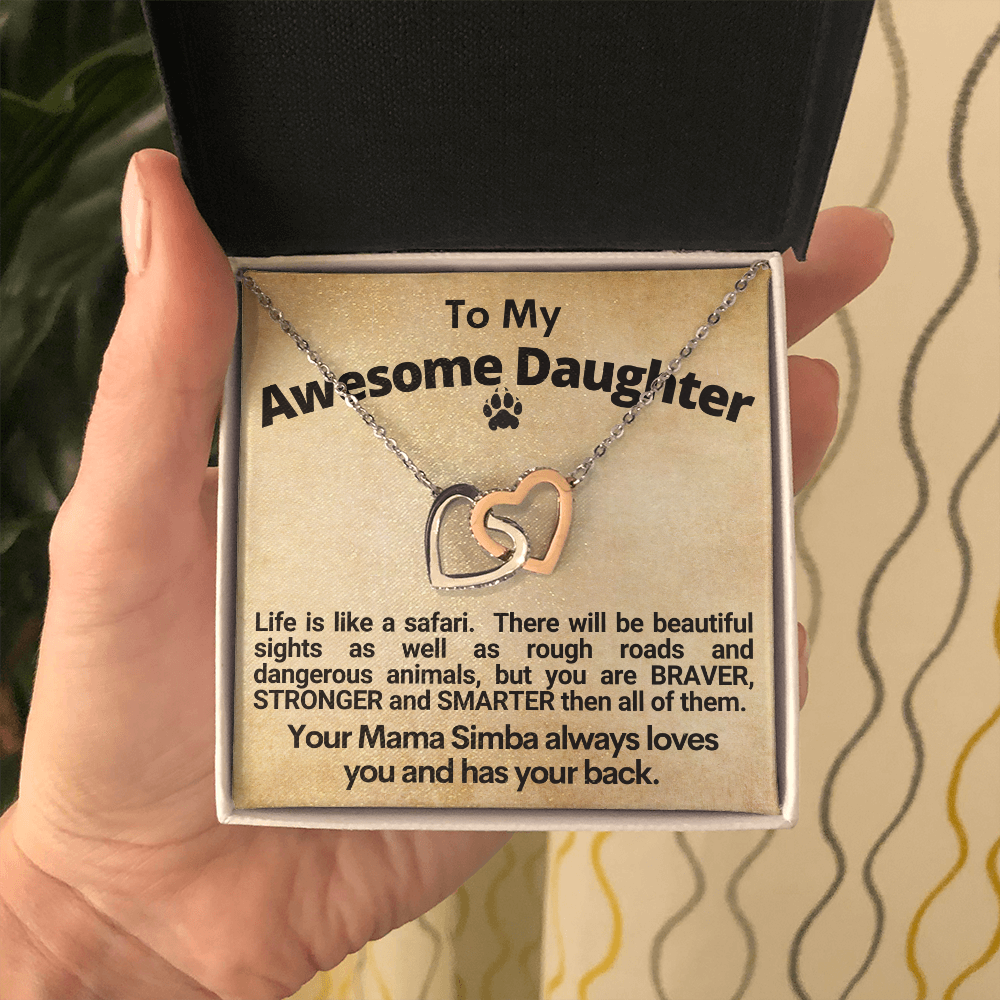 To My
Awesome Daughter
Life is like a safari. There will be beautiful
sights as well as rough roads and
dangerous animals, but you are BRAVER,
STRONGER and SMARTER then all of them.
Your Mama Simba always loves
you and has your back.